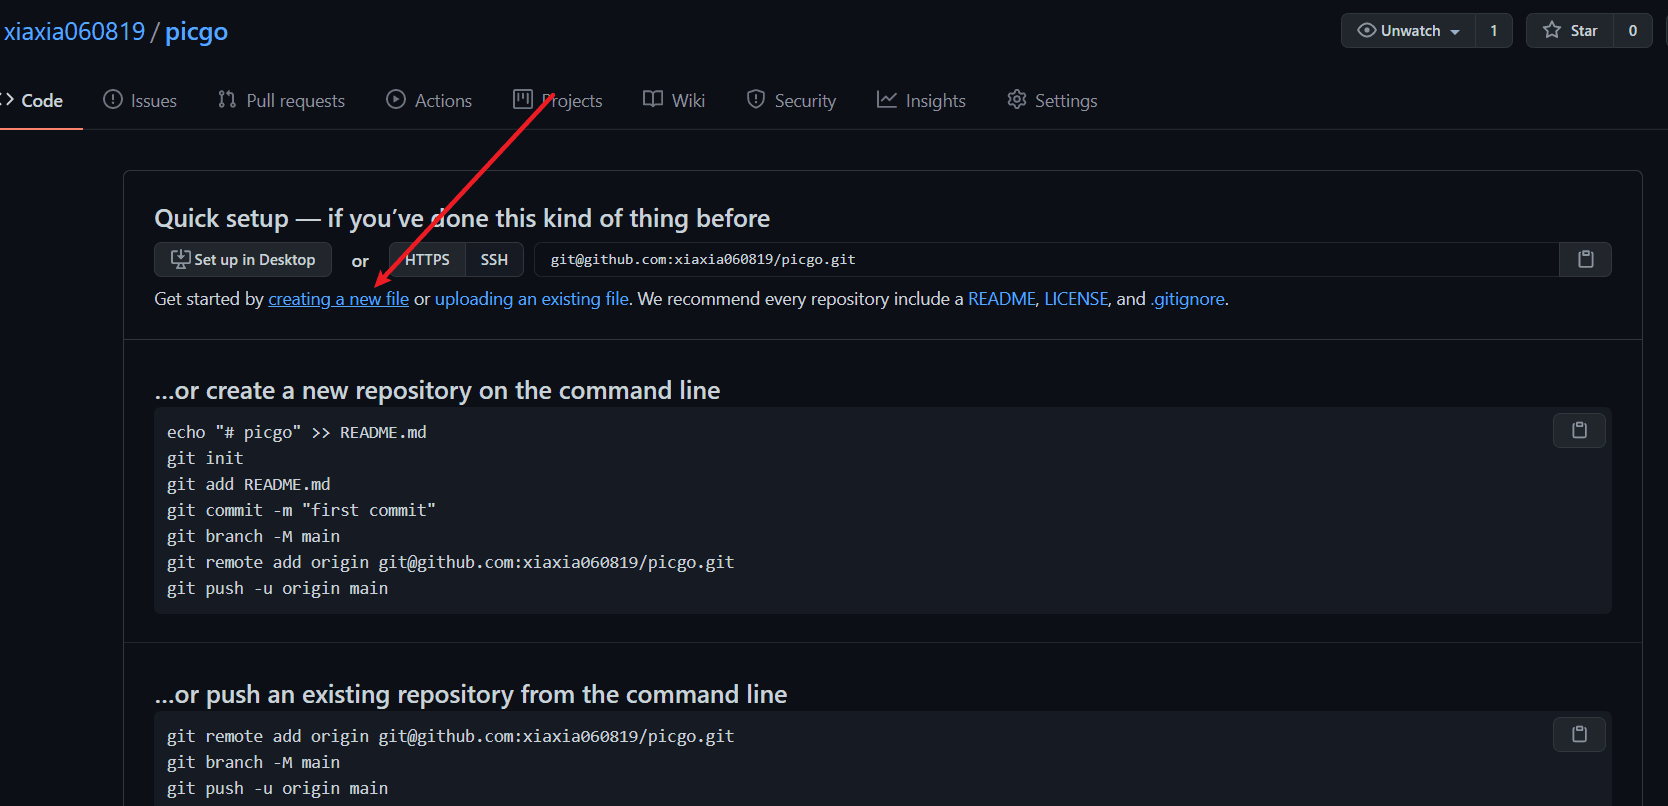 xiaxia060819 / picgo
Unwatch 1 Star 0
Code Issues Pull requests Actions Projects Wiki Security Insights Settings
Quick setup — if you’ve done this kind of thing before
Set up in Desktop or HTTPS SSH git@github.com:xiaxia060819/picgo.git
Get started by creating a new file or uploading an existing file. We recommend every repository include a README, LICENSE, and .gitignore.
…or create a new repository on the command line
echo "# picgo" >> README.md
git init
git add README.md
git commit -m "first commit"
git branch -M main
git remote add origin git@github.com:xiaxia060819/picgo.git
git push -u origin main
…or push an existing repository from the command line
git remote add origin git@github.com:xiaxia060819/picgo.git
git branch -M main
git push -u origin main